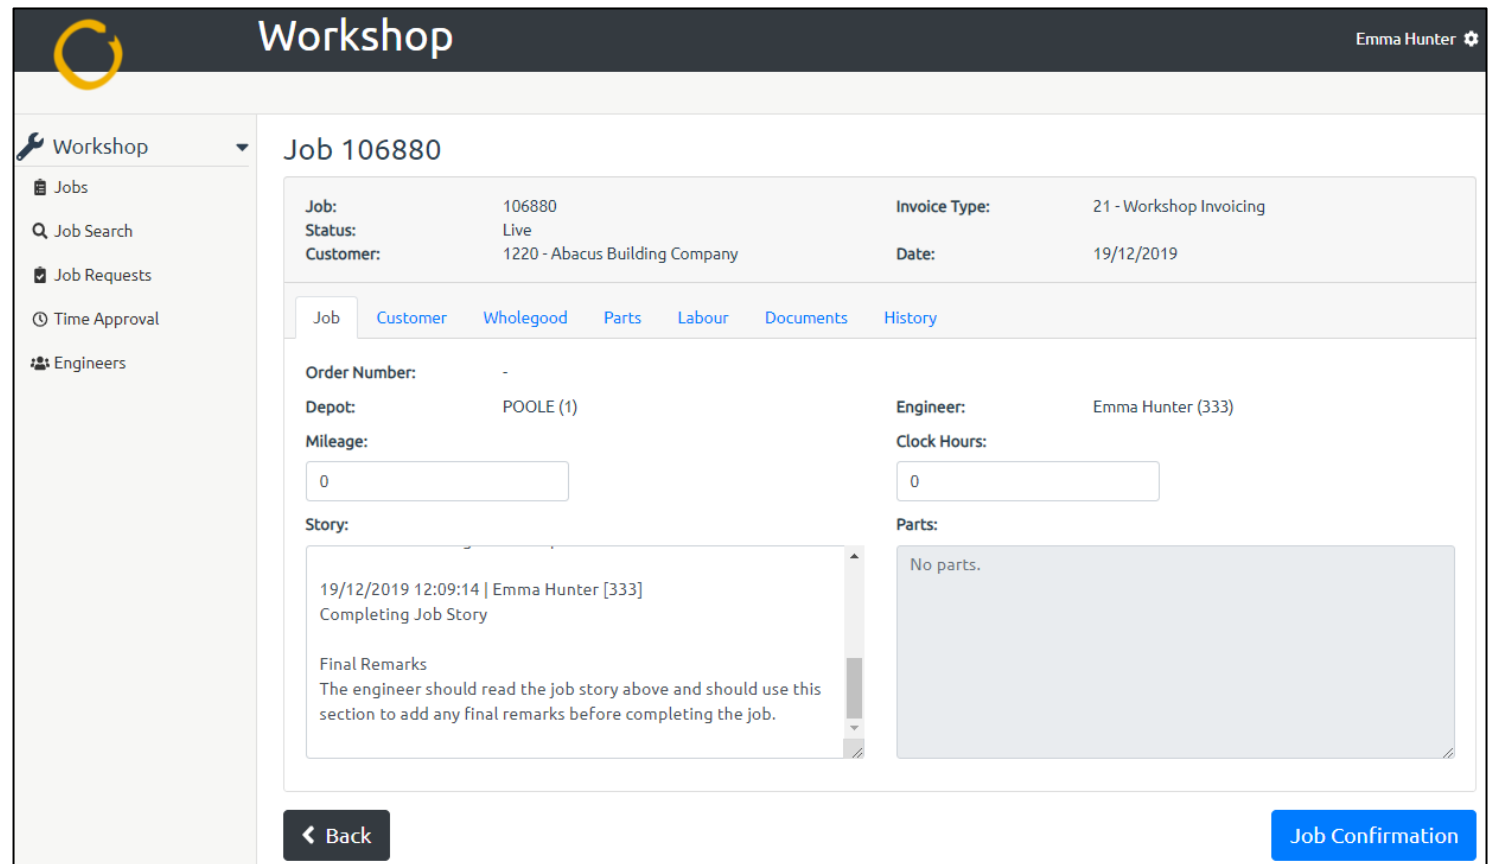 Workshop
Emma Hunter
Workshop
Jobs
Job Search
Job Requests
Time Approval
Engineers
Job 106880
Job: 106880 Invoice Type: 21 - Workshop Invoicing
Status: Live
Customer: 1220 - Abacus Building Company Date: 19/12/2019
Job Customer Wholegood Parts Labour Documents History
Order Number: -
Depot: POOLE (1) Engineer: Emma Hunter (333)
Mileage: Clock Hours:
0 0
Story: Parts:
19/12/2019 12:09:14 | Emma Hunter [333]
Completing Job Story
Final Remarks
The engineer should read the job story above and should use this
section to add any final remarks before completing the job.
No parts.
Back Job Confirmation